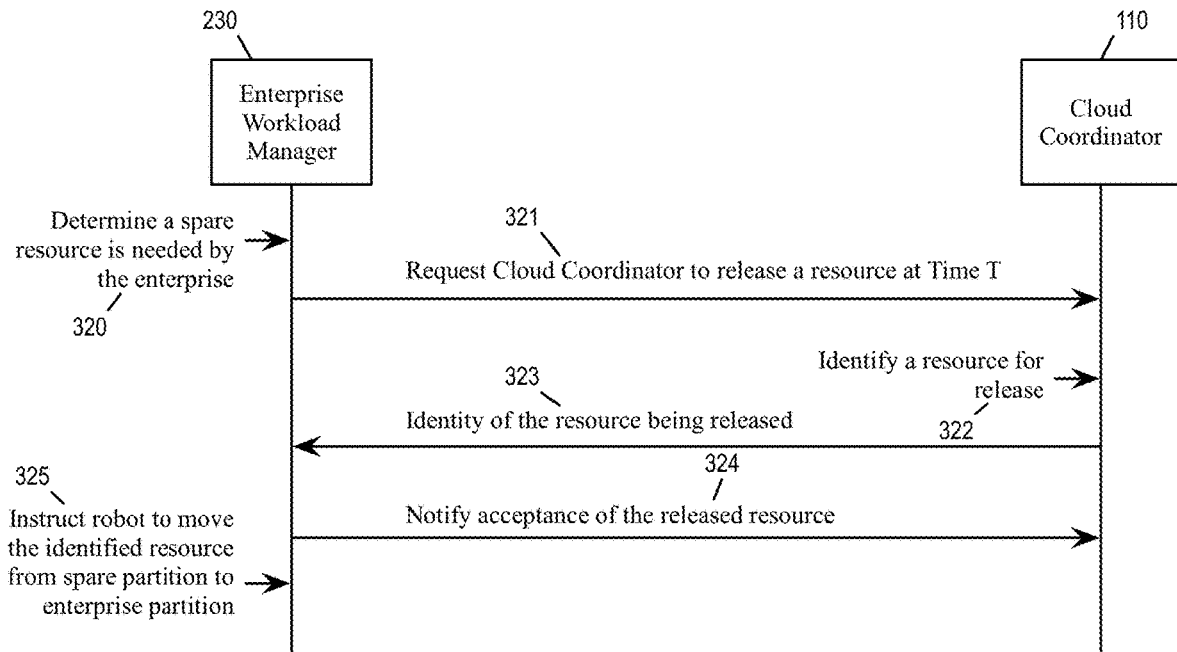 230
110
Enterprise
Workload
Manager
Cloud
Coordinator
Determine a spare
resource is needed by
the enterprise
320
321
Request Cloud Coordinator to release a resource at Time T
Identify a resource for
release
322
323
Identity of the resource being released
324
Notify acceptance of the released resource
325
Instruct robot to move
the identified resource
from spare partition to
enterprise partition